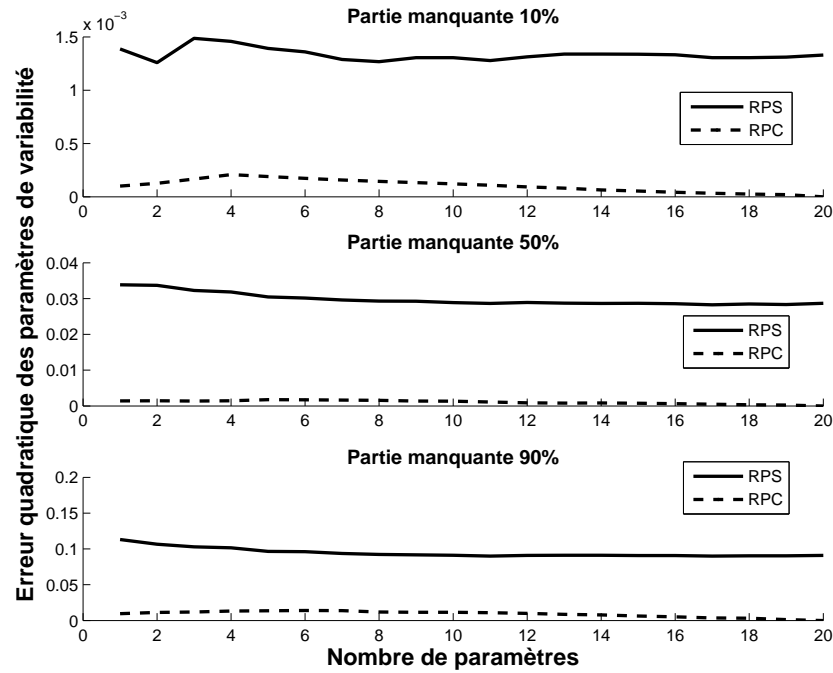 Partie manquante 10%
x 10⁻³
1.5
1
0.5
0
0 2 4 6 8 10 12 14 16 18 20
RPS
RPC
Partie manquante 50%
0.04
0.03
0.02
0.01
0
0 2 4 6 8 10 12 14 16 18 20
RPS
RPC
Partie manquante 90%
0.2
0.15
0.1
0.05
0
0 2 4 6 8 10 12 14 16 18 20
RPS
RPC
Nombre de paramètres
Erreur quadratique des paramètres de variabilité